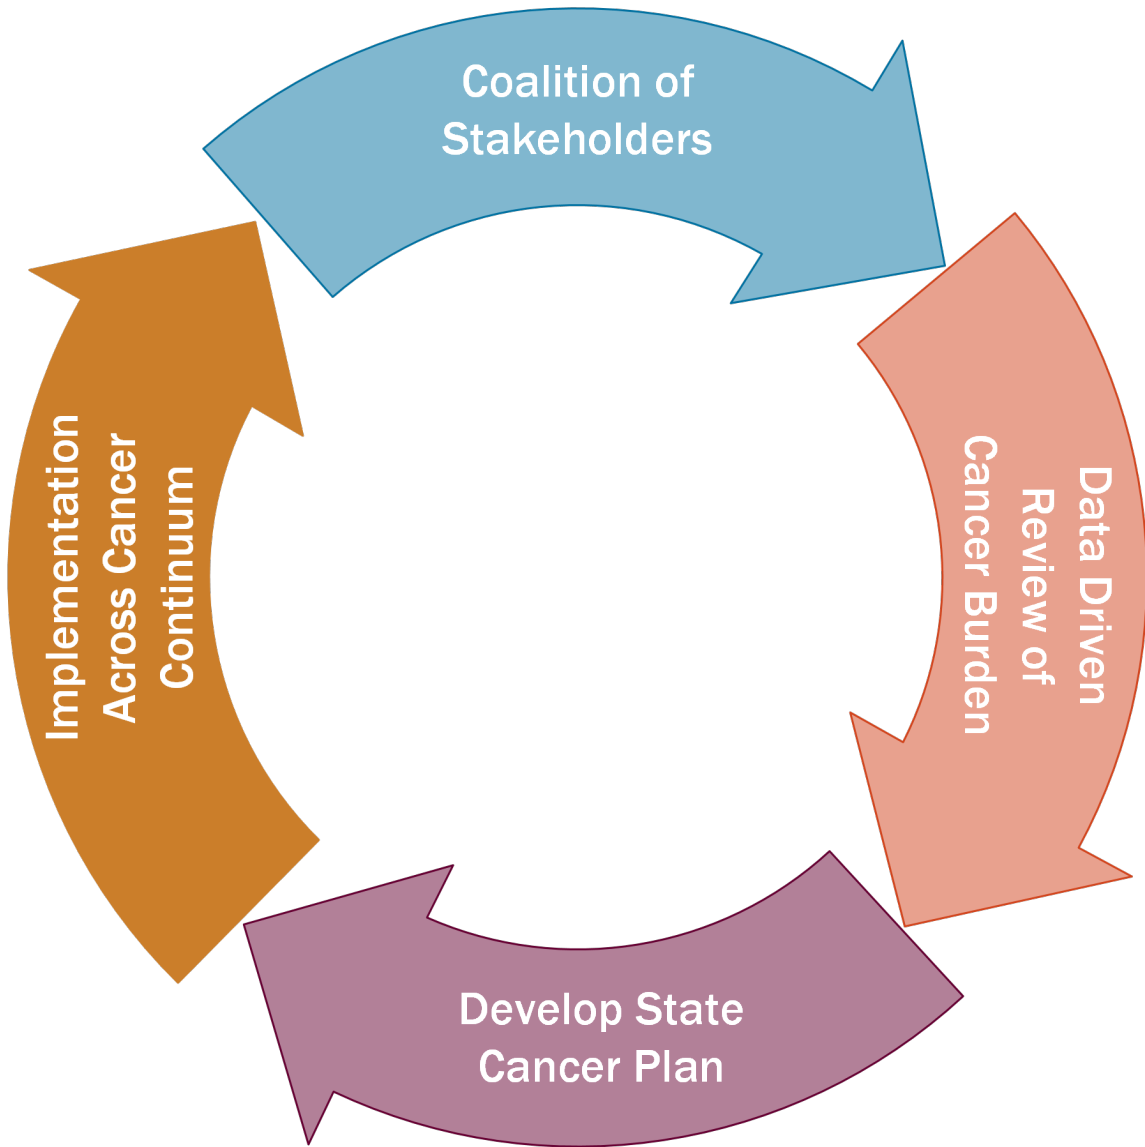 Coalition of
Stakeholders
Data Driven
Review of
Cancer Burden
Develop State
Cancer Plan
Implementation
Across Cancer
Continuum